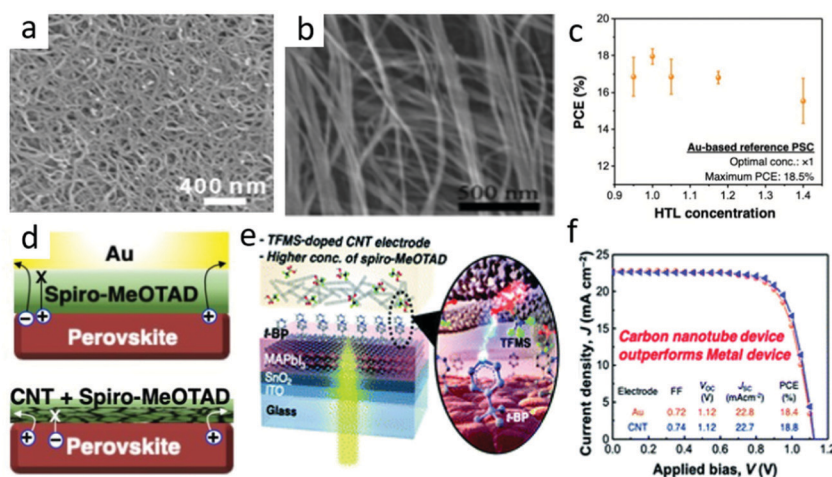 a
400 nm
b
500 nm
c
PCE (%)
20
18
16
14
12
Au-based reference PSC
Optimal conc.: ×1
Maximum PCE: 18.5%
0.9 1.0 1.1 1.2 1.3 1.4
HTL concentration
d
Au
X
Spiro-MeOTAD
− + +
Perovskite
CNT + Spiro-MeOTAD
X
+ − +
Perovskite
e
- TFMS-doped CNT electrode
- Higher conc. of spiro-MeOTAD
t-BP
MAPbI3
SnO2
ITO
Glass
TFMS
t-BP
f
Current density, J (mA cm⁻²)
20
15
10
5
0
Carbon nanotube device
outperforms Metal device
Electrode FF VOC (V) JSC (mAcm⁻²) PCE (%)
Au 0.72 1.12 22.8 18.4
CNT 0.74 1.12 22.7 18.8
0.0 0.2 0.4 0.6 0.8 1.0 1.2
Applied bias, V (V)